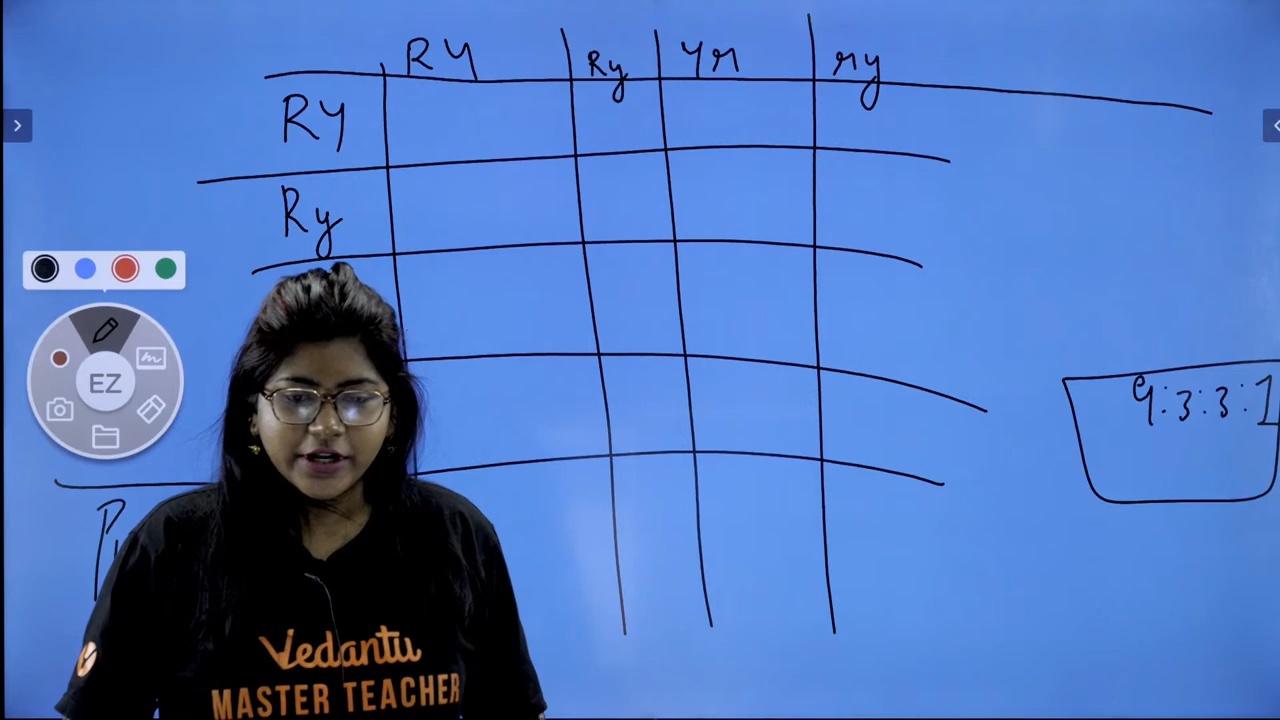 RY Ry Yr ry
RY
Ry
9:3:3:1
EZ
Vedantu
MASTER TEACHER